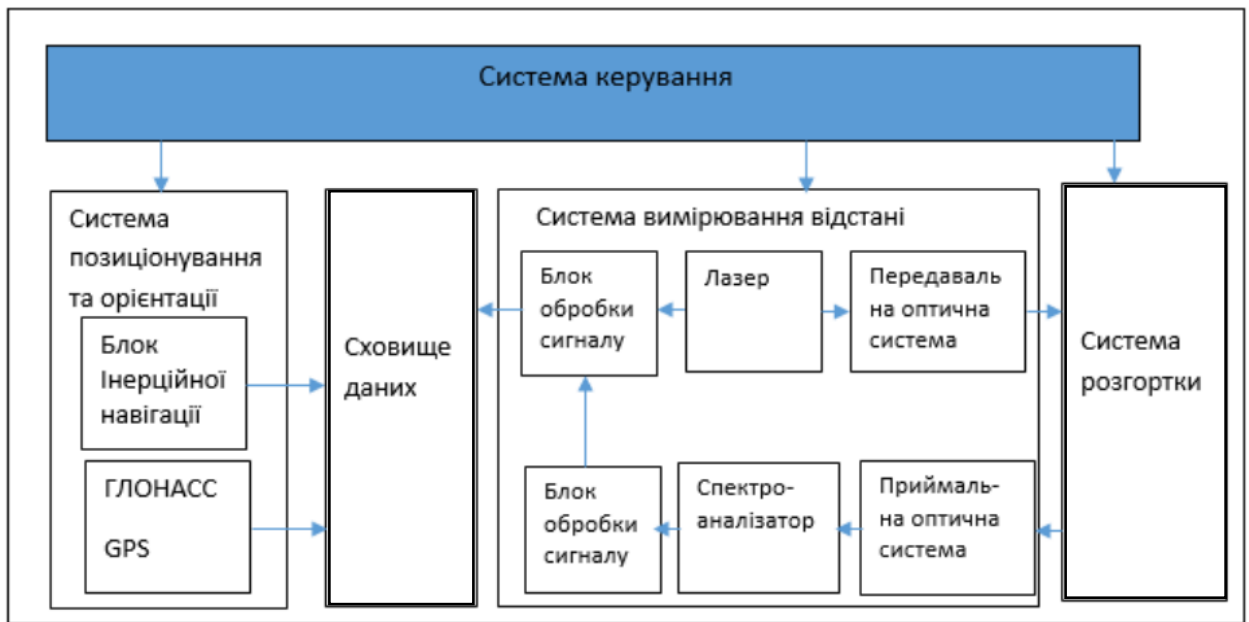 Система керування
Система
позиціонування
та орієнтації
Блок
Інерційної
навігації
ГЛОНАСС
GPS
Сховище
даних
Система вимірювання відстані
Блок
обробки
сигналу
Лазер
Передаваль
на оптична
система
Блок
обробки
сигналу
Спектро-
аналізатор
Приймаль-
на оптична
система
Система
розгортки